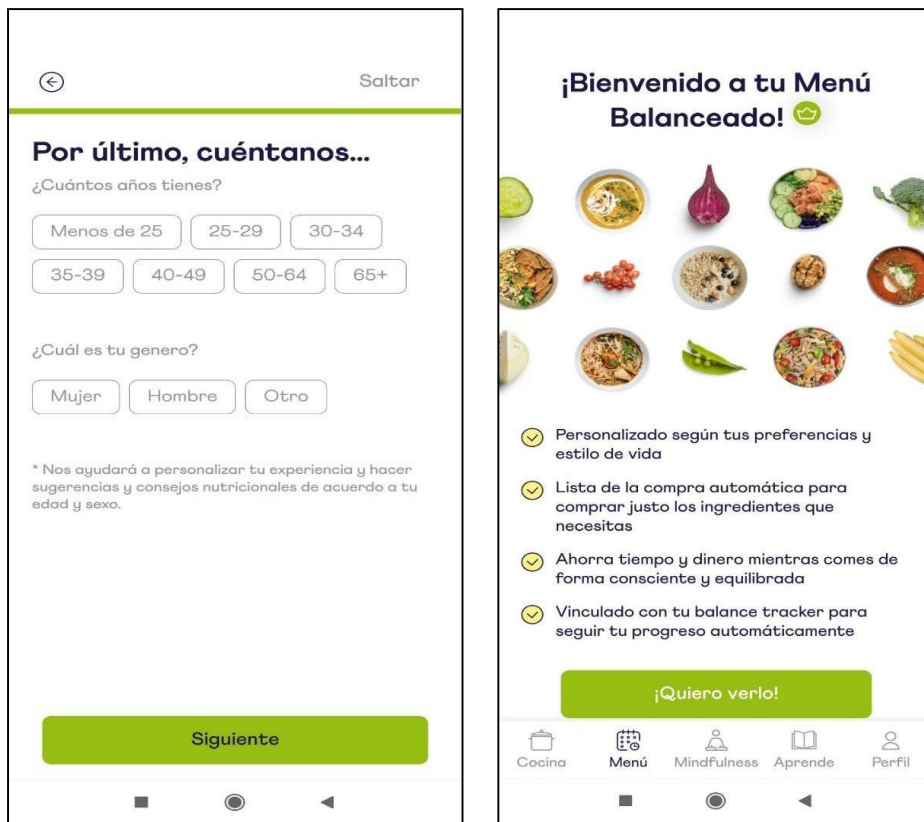 Saltar
Por último, cuéntanos...
¿Cuántos años tienes?
Menos de 25
25-29
30-34
35-39
40-49
50-64
65+
¿Cuál es tu genero?
Mujer
Hombre
Otro
* Nos ayudará a personalizar tu experiencia y hacer
sugerencias y consejos nutricionales de acuerdo a tu
edad y sexo.
Siguiente
¡Bienvenido a tu Menú
Balanceado!
Personalizado según tus preferencias y
estilo de vida
Lista de la compra automática para
comprar justo los ingredientes que
necesitas
Ahorra tiempo y dinero mientras comes de
forma consciente y equilibrada
Vinculado con tu balance tracker para
seguir tu progreso automáticamente
¡Quiero verlo!
Cocina
Menú
Mindfulness
Aprende
Perfil